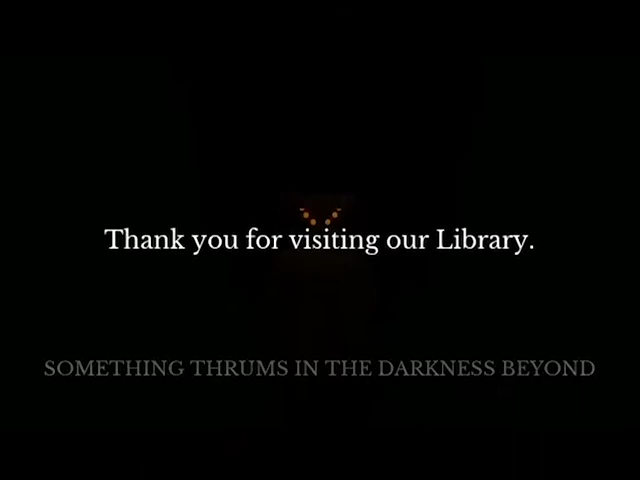 Thank you for visiting our Library.
SOMETHING THRUMS IN THE DARKNESS BEYOND